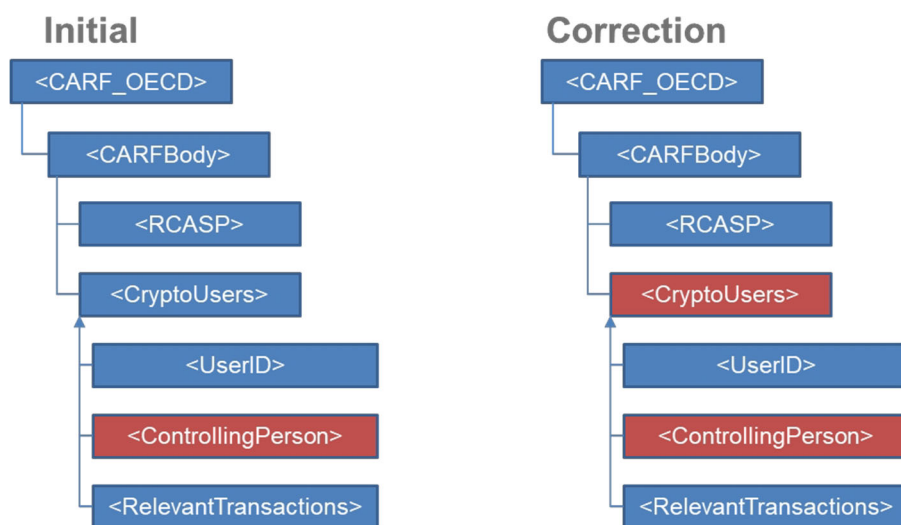 Initial
<CARF_OECD>
<CARFBody>
<RCASP>
<CryptoUsers>
<UserID>
<ControllingPerson>
<RelevantTransactions>
Correction
<CARF_OECD>
<CARFBody>
<RCASP>
<CryptoUsers>
<UserID>
<ControllingPerson>
<RelevantTransactions>